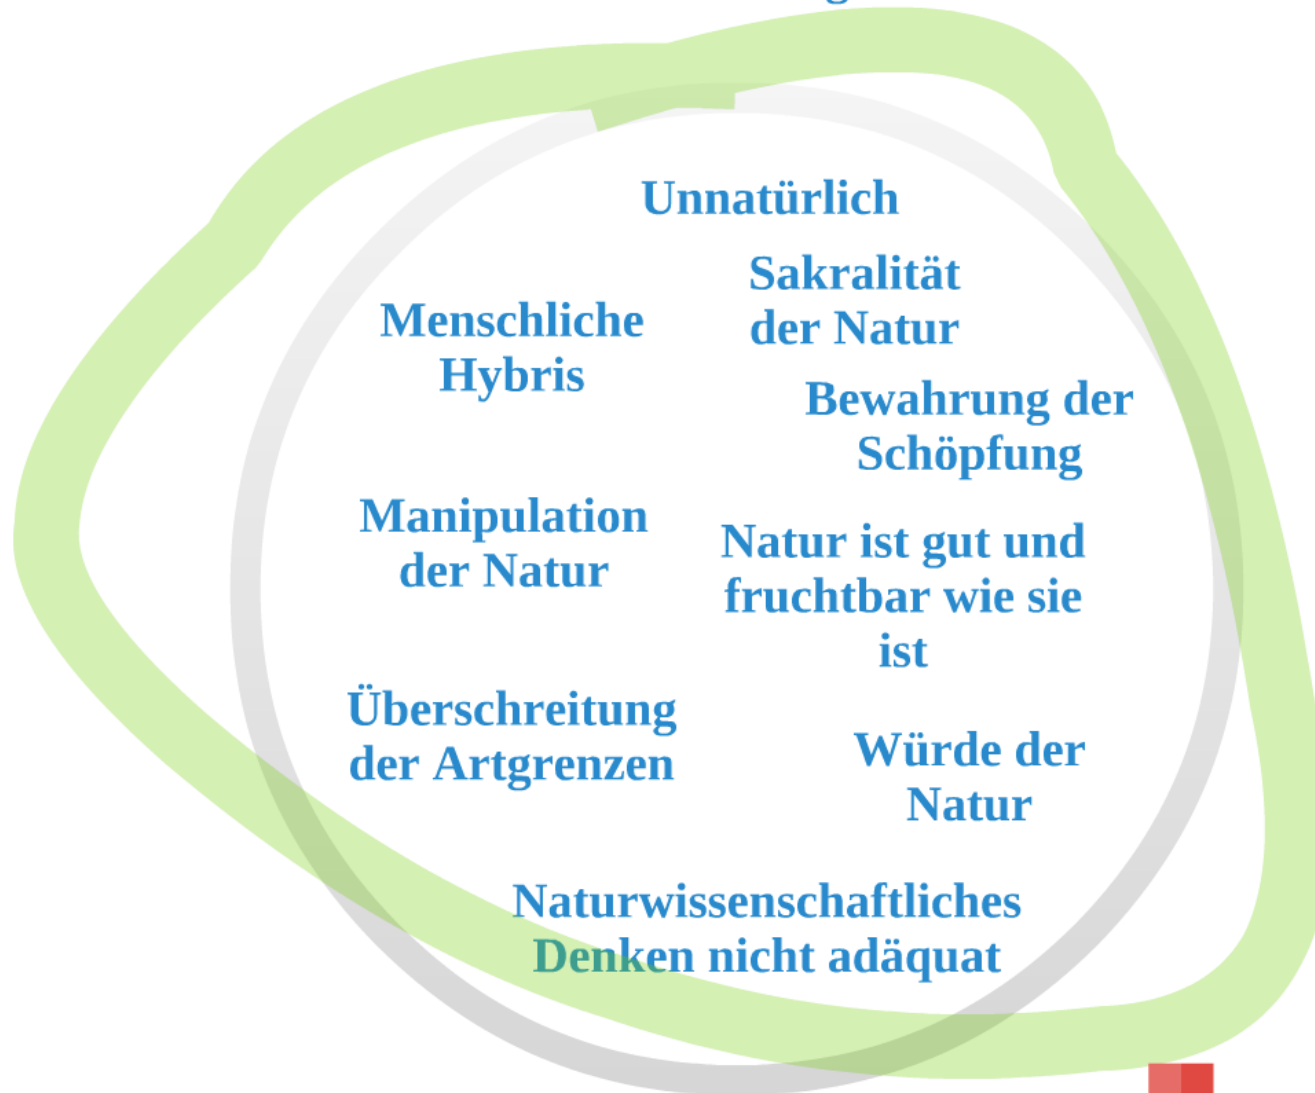 Unnatürlich
Sakralität
der Natur
Menschliche
Hybris
Bewahrung der
Schöpfung
Manipulation
der Natur
Natur ist gut und
fruchtbar wie sie
ist
Überschreitung
der Artgrenzen
Würde der
Natur
Naturwissenschaftliches
Denken nicht adäquat